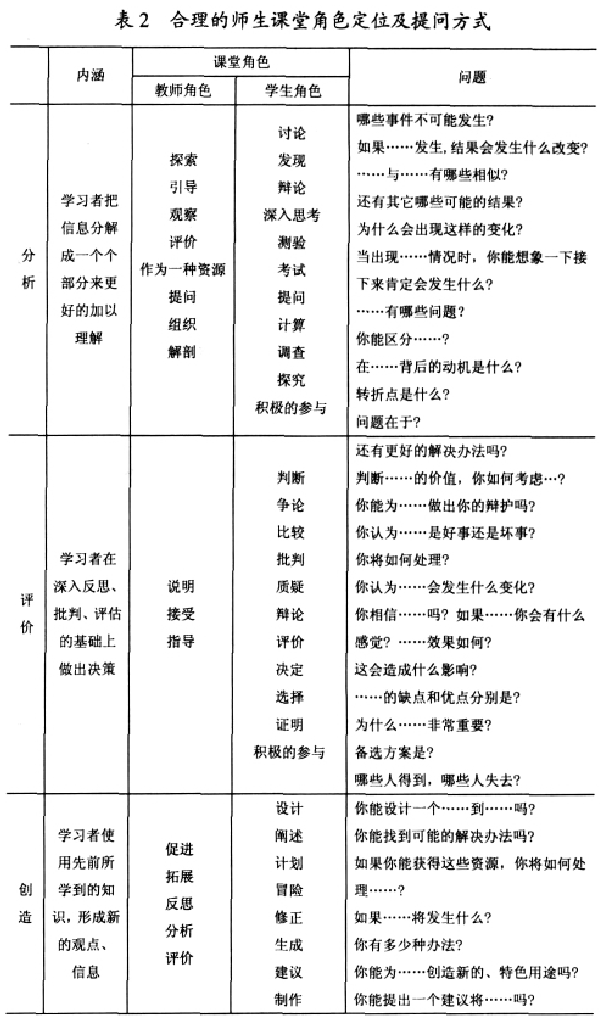 表2 合理的师生课堂角色定位及提问方式
内涵
课堂角色
问题
教师角色
学生角色
分
析
学习者把
信息分解
成一个个
部分来更
好的加以
理解
探索
引导
观察
评价
作为一种资源
提问
组织
解剖
讨论
发现
辩论
深入思考
测验
考试
提问
计算
调查
探究
积极的参与
哪些事件不可能发生?
如果……发生,结果会发生什么改变?
……与……有哪些相似?
还有其它哪些可能的结果?
为什么会出现这样的变化?
当出现……情况时，你能想象一下接
下来肯定会发生什么?
……有哪些问题?
你能区分……?
在……背后的动机是什么?
转折点是什么?
问题在于?
评
价
学习者在
深入反思、
批判、评估
的基础上
做出决策
说明
接受
指导
判断
争论
比较
批判
质疑
辩论
评价
决定
选择
证明
积极的参与
还有更好的解决办法吗?
判断……的价值，你如何考虑…?
你能为……做出你的辩护吗?
你认为……是好事还是坏事?
你将如何处理?
你认为……会发生什么变化?
你相信……吗? 如果……你会有什么
感觉? ……效果如何?
这会造成什么影响?
……的缺点和优点分别是?
为什么……非常重要?
备选方案是?
哪些人得到，哪些人失去?
创
造
学习者使
用先前所
学到的知
识,形成新
的观点、
信息
促进
拓展
反思
分析
评价
设计
阐述
计划
冒险
修正
生成
建议
制作
你能设计一个……到……吗?
你能找到可能的解决办法吗?
如果你能获得这些资源，你将如何处
理……?
如果……将发生什么?
你有多少种办法?
你能为……创造新的、特色用途吗?
你能提出一个建议将……吗?